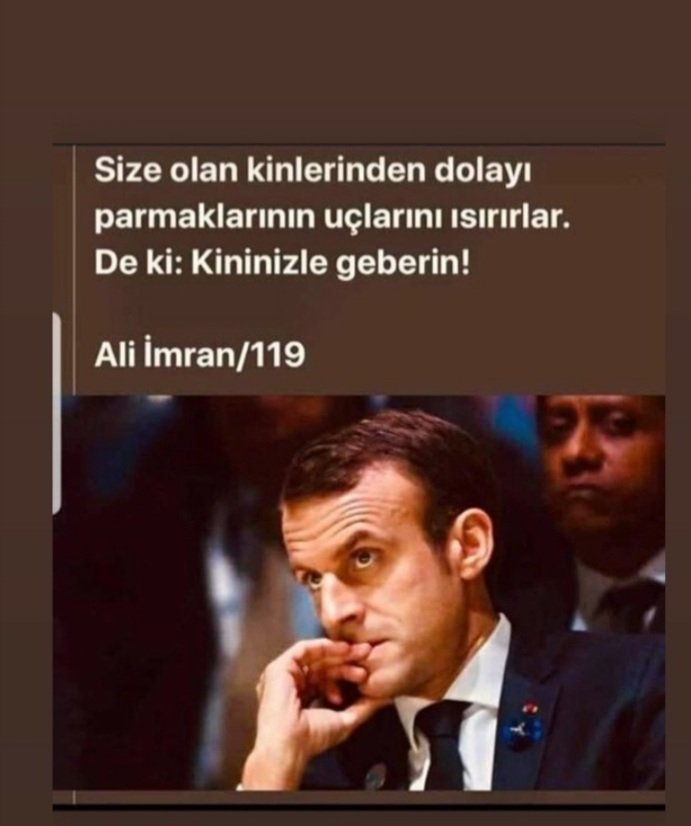 Size olan kinlerinden dolayı
parmaklarının uçlarını ısırırlar.
De ki: Kininizle geberin!
Ali İmran/119